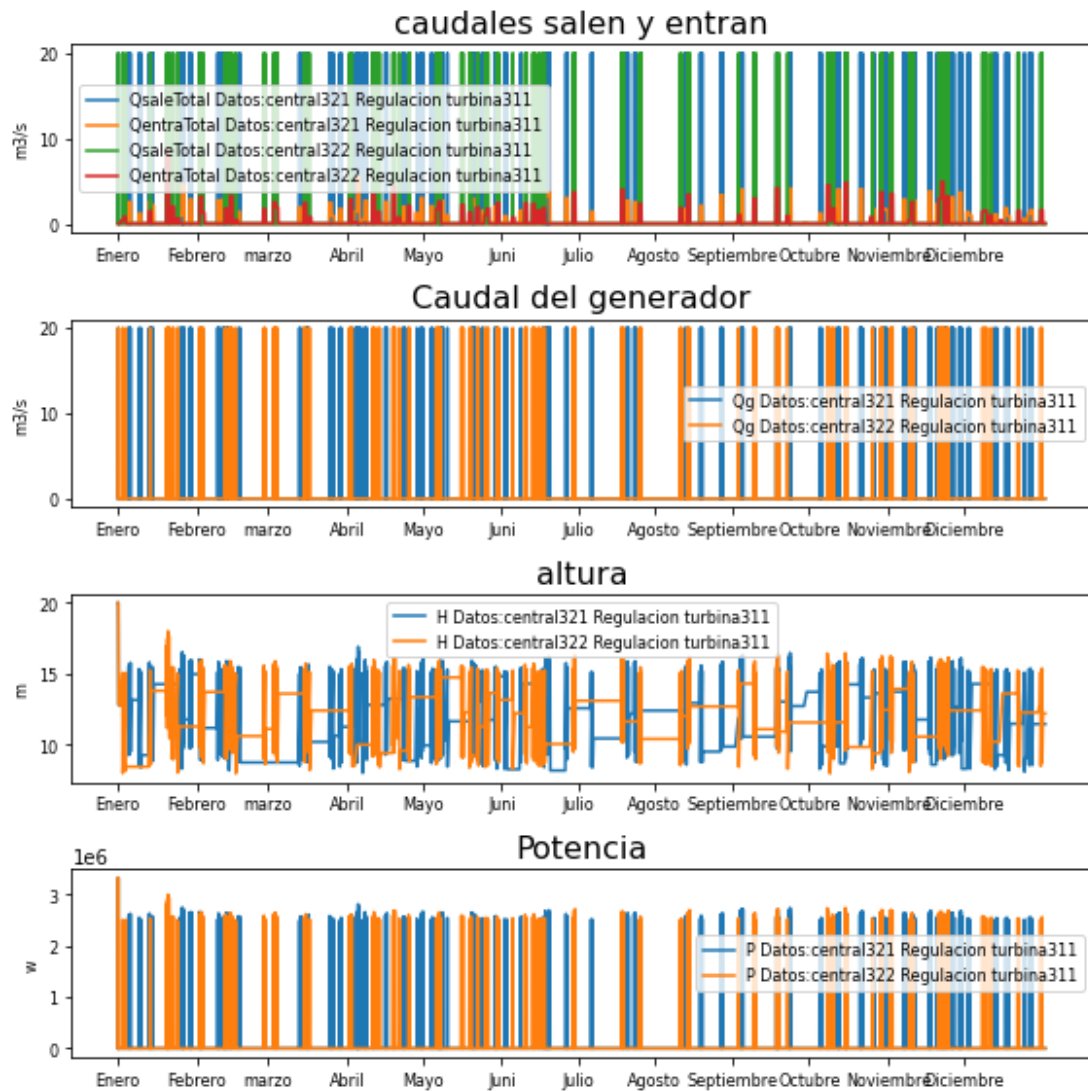 caudales salen y entran
20
10
0
m3/s
QsaleTotal Datos:central321 Regulacion turbina311
QentraTotal Datos:central321 Regulacion turbina311
QsaleTotal Datos:central322 Regulacion turbina311
QentraTotal Datos:central322 Regulacion turbina311
Enero Febrero marzo Abril Mayo Juni Julio Agosto Septiembre Octubre Noviembre Diciembre
Caudal del generador
20
10
0
m3/s
Qg Datos:central321 Regulacion turbina311
Qg Datos:central322 Regulacion turbina311
Enero Febrero marzo Abril Mayo Juni Julio Agosto Septiembre Octubre Noviembre Diciembre
altura
20
15
10
m
H Datos:central321 Regulacion turbina311
H Datos:central322 Regulacion turbina311
Enero Febrero marzo Abril Mayo Juni Julio Agosto Septiembre Octubre Noviembre Diciembre
Potencia
1e6
3
2
1
0
w
P Datos:central321 Regulacion turbina311
P Datos:central322 Regulacion turbina311
Enero Febrero marzo Abril Mayo Juni Julio Agosto Septiembre Octubre Noviembre Diciembre